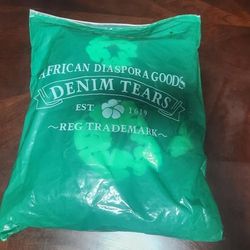 AFRICAN DIASPORA GOODS
DENIM TEARS
EST 1619
~REG TRADEMARK~